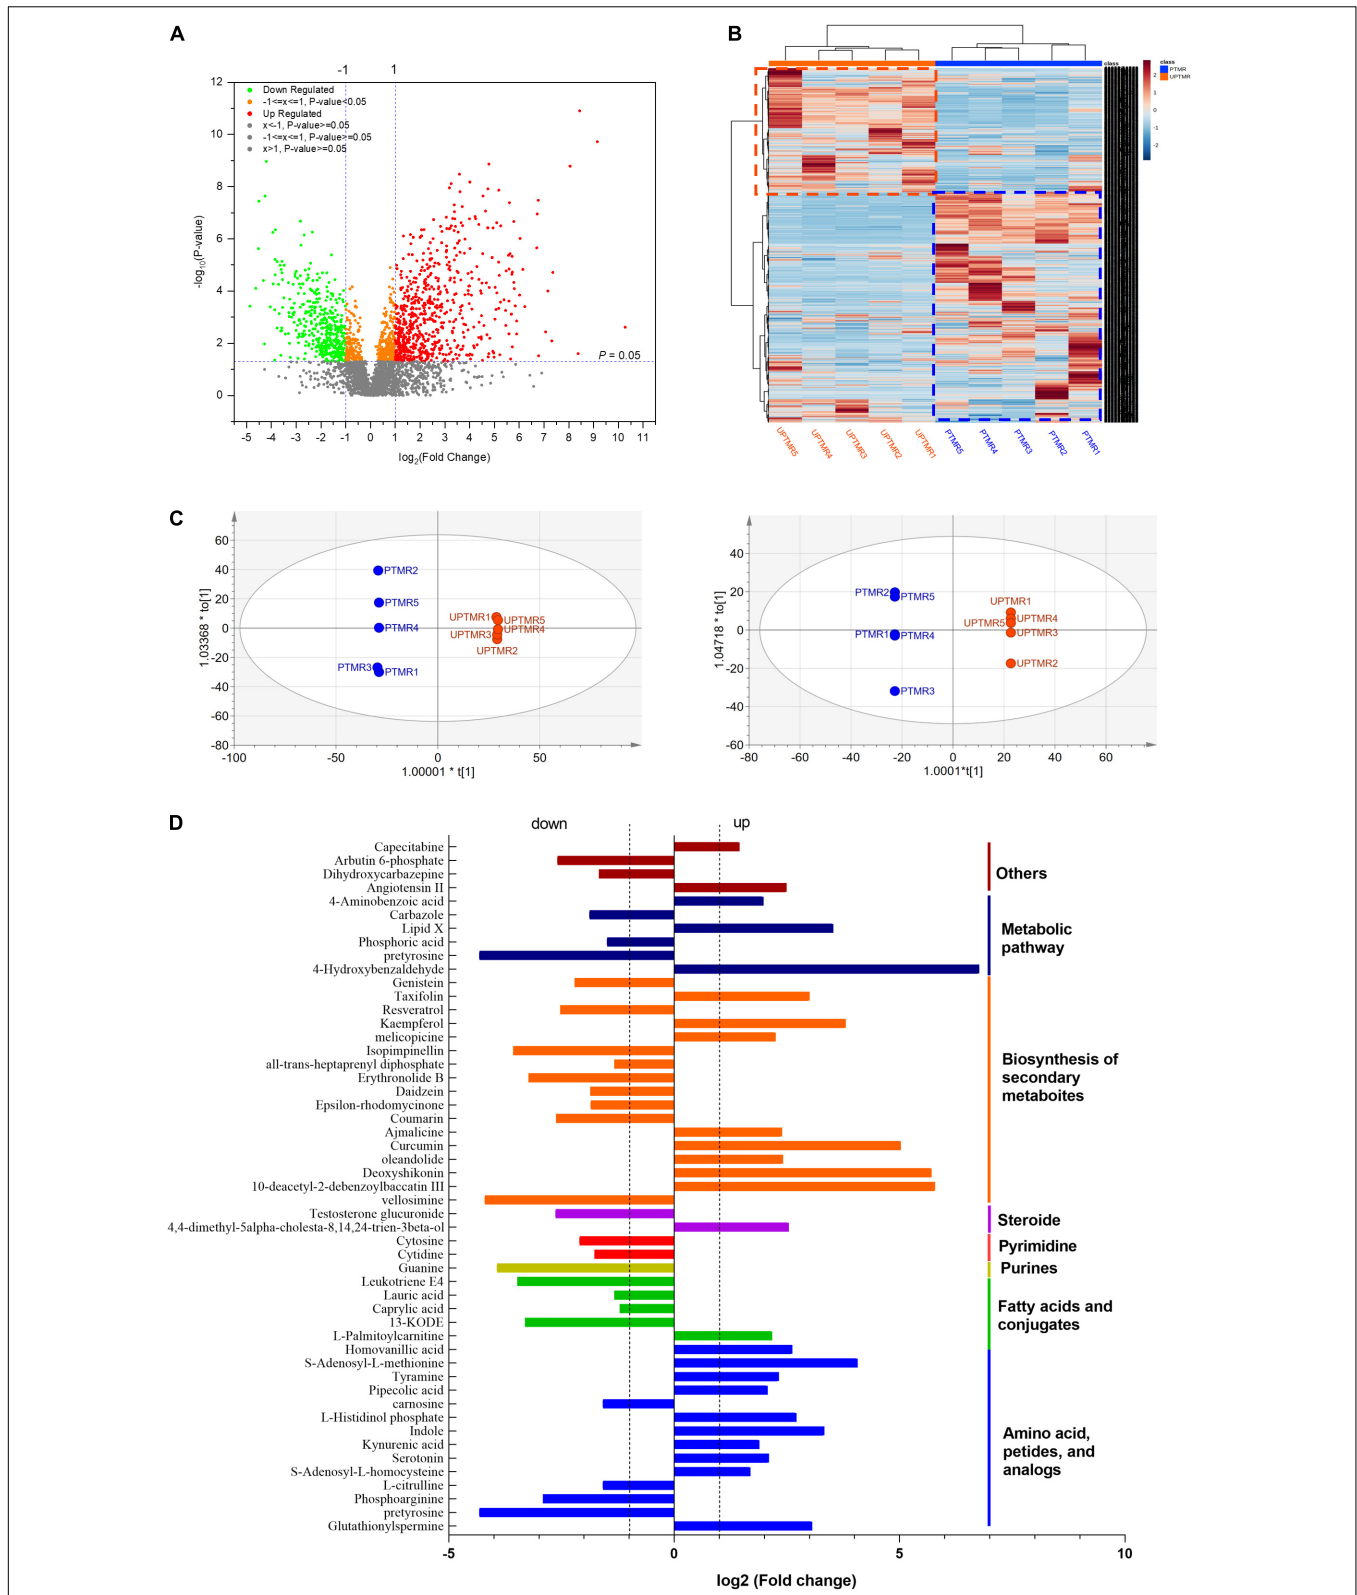 A
-1 1
12
10
8
6
4
2
0
-log10(P-value)
Down Regulated
-1<=x<=1, P-value<0.05
Up Regulated
x<-1, P-value>=0.05
-1<=x<=1, P-value>=0.05
x>1, P-value>=0.05
P = 0.05
-5 -4 -3 -2 -1 0 1 2 3 4 5 6 7 8 9 10 11
log2(Fold Change)
B
class
2
1
0
-1
-2
class
PTMR
UPTMR
UPTMR5 UPTMR4 UPTMR3 UPTMR2 UPTMR1 PTMR5 PTMR4 PTMR3 PTMR2 PTMR1
C
60
40
20
0
-20
-40
-60
-80
1.03368 * to[1]
PTMR2
PTMR5
PTMR4
PTMR3 PTMR1
UPTMR1 UPTMR5
UPTMR4
UPTMR3
UPTMR2
-100 -50 0 50
1.00001 * t[1]
40
20
0
-20
-40
-60
1.04718 * to[1]
PTMR2 PTMR5
PTMR1 PTMR4
PTMR3
UPTMR1
UPTMR4
UPTMR5
UPTMR3
UPTMR2
-80 -60 -40 -20 0 20 40 60
1.0001*t[1]
D
down up
Capecitabine
Arbutin 6-phosphate
Dihydroxycarbazepine
Angiotensin II
Others
4-Aminobenzoic acid
Carbazole
Lipid X
Phosphoric acid
pretyrosine
4-Hydroxybenzaldehyde
Metabolic
pathway
Genistein
Taxifolin
Resveratrol
Kaempferol
melicopicine
Isopimpinellin
all-trans-heptaprenyl diphosphate
Erythronolide B
Daidzein
Epsilon-rhodomycinone
Coumarin
Ajmalicine
Curcumin
oleandolide
Deoxyshikonin
10-deacetyl-2-debenzoylbaccatin III
vellosimine
Biosynthesis of
secondary
metaboites
Testosterone glucuronide
4,4-dimethyl-5alpha-cholesta-8,14,24-trien-3beta-ol
Steroide
Cytosine
Cytidine
Pyrimidine
Guanine
Purines
Leukotriene E4
Lauric acid
Caprylic acid
13-KODE
L-Palmitoylcarnitine
Fatty acids and
conjugates
Homovanillic acid
S-Adenosyl-L-methionine
Tyramine
Pipecolic acid
carnosine
L-Histidinol phosphate
Indole
Kynurenic acid
Serotonin
S-Adenosyl-L-homocysteine
L-citrulline
Phosphoarginine
pretyrosine
Glutathionylspermine
Amino acid,
petides, and
analogs
-5 0 5 10
log2 (Fold change)